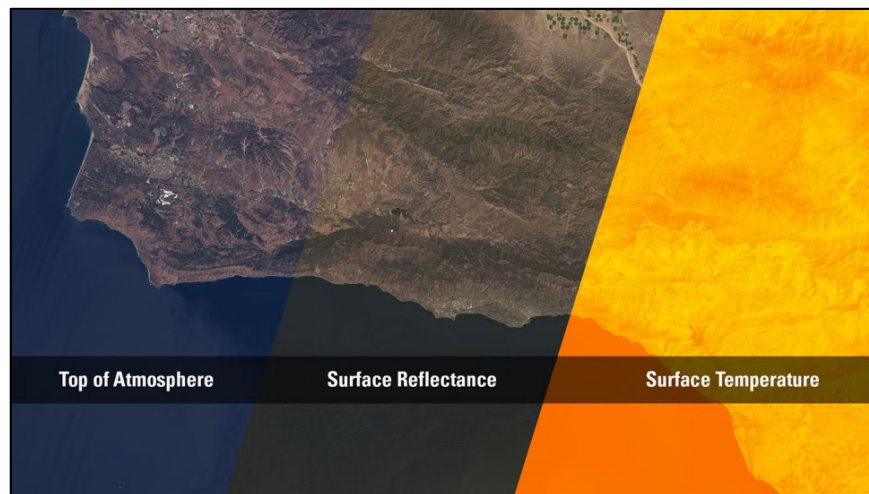 Top of Atmosphere
Surface Reflectance
Surface Temperature